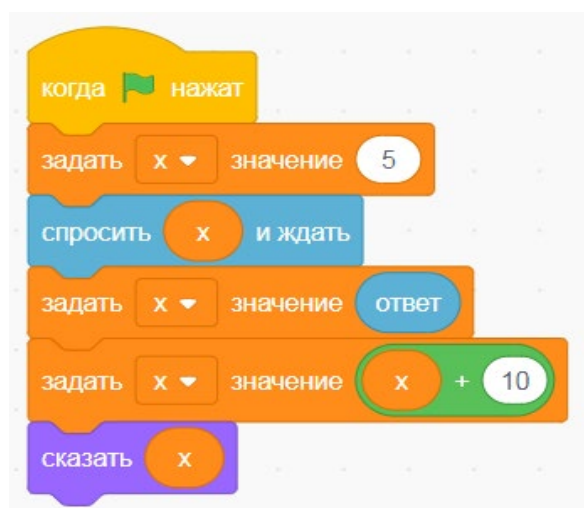 когда нажат
задать x значение 5
спросить x и ждать
задать x значение ответ
задать x значение x + 10
сказать x